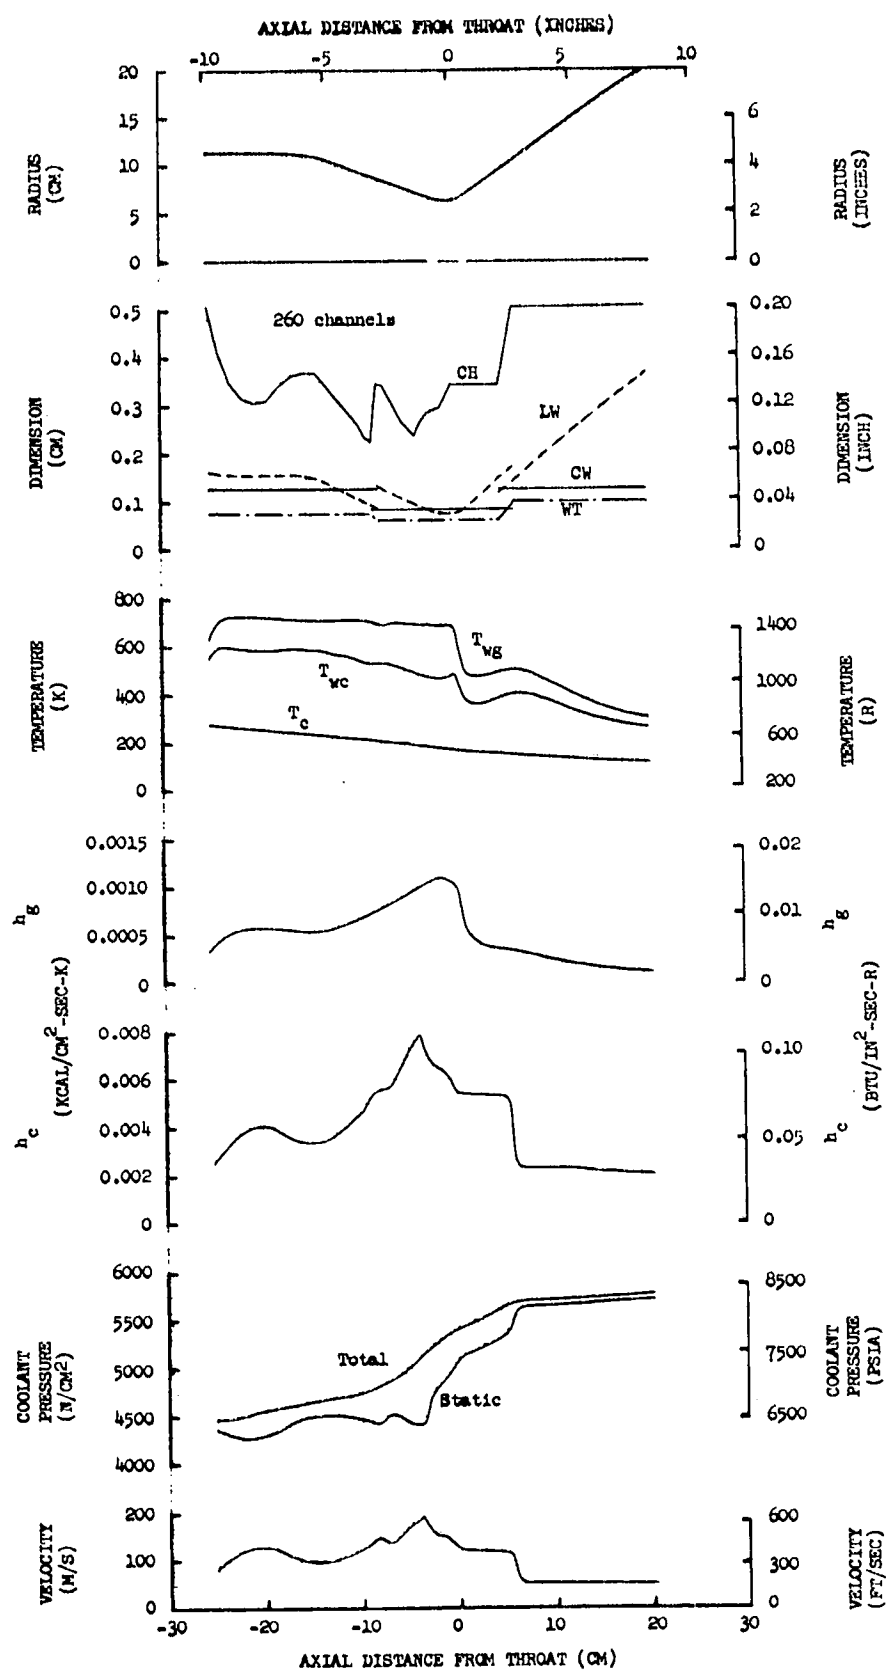 AXIAL DISTANCE FROM THROAT (INCHES)
-10 -5 0 5 10
20
15
10
5
0
RADIUS
(CM)
6
4
2
0
RADIUS
(INCHES)
0.5
0.4
0.3
0.2
0.1
0
DIMENSION
(CM)
260 channels
CH
LW
CW
WT
0.20
0.16
0.12
0.08
0.04
0
DIMENSION
(INCH)
800
600
400
200
0
TEMPERATURE
(K)
T_wg
T_wc
T_c
1400
1000
600
200
TEMPERATURE
(R)
0.0015
0.0010
0.0005
0
h_g
0.02
0.01
0
h_g
(KCAL/CM²-SEC-K)
(BTU/IN²-SEC-R)
0.008
0.006
0.004
0.002
0
h_c
0.10
0.05
0
h_c
6000
5500
5000
4500
4000
COOLANT
PRESSURE
(N/CM²)
Total
Static
8500
7500
6500
COOLANT
PRESSURE
(PSIA)
200
100
0
VELOCITY
(M/S)
600
300
0
VELOCITY
(FT/SEC)
-30 -20 -10 0 10 20 30
AXIAL DISTANCE FROM THROAT (CM)